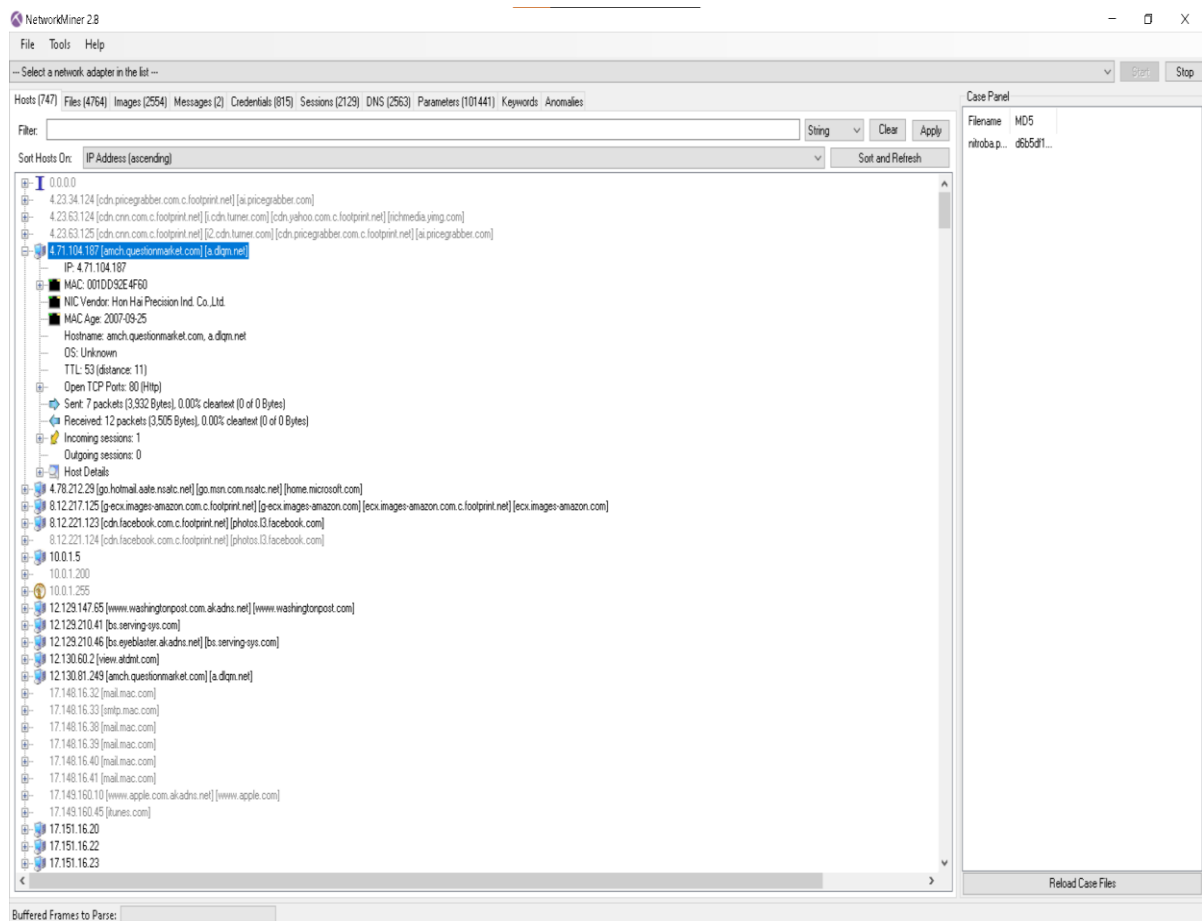 NetworkMiner 2.8
File Tools Help
--- Select a network adapter in the list ---
Start Stop
Hosts (747) Files (4764) Images (2554) Messages (2) Credentials (815) Sessions (2129) DNS (2563) Parameters (101441) Keywords Anomalies
Filter: String Clear Apply
Sort Hosts On: IP Address (ascending) Sort and Refresh
0.0.0.0
4.23.34.124 [cdn.pricegrabber.com.c.footprint.net] [ai.pricegrabber.com]
4.23.63.124 [cdn.cnn.com.c.footprint.net] [i.cdn.turner.com] [cdn.yahoo.com.c.footprint.net] [richmedia.yimg.com]
4.23.63.125 [cdn.cnn.com.c.footprint.net] [i2.cdn.turner.com] [cdn.pricegrabber.com.c.footprint.net] [ai.pricegrabber.com]
4.71.104.187 [amch.questionmarket.com] [a.dlqm.net]
IP: 4.71.104.187
MAC: 001DD92E4F60
NIC Vendor: Hon Hai Precision Ind. Co.,Ltd.
MAC Age: 2007-09-25
Hostname: amch.questionmarket.com, a.dlqm.net
OS: Unknown
TTL: 53 (distance: 11)
Open TCP Ports: 80 (Http)
Sent: 7 packets (3,932 Bytes), 0.00% cleartext (0 of 0 Bytes)
Received: 12 packets (3,505 Bytes), 0.00% cleartext (0 of 0 Bytes)
Incoming sessions: 1
Outgoing sessions: 0
Host Details
4.78.212.29 [go.hotmail.aate.nsatc.net] [go.msn.com.nsatc.net] [home.microsoft.com]
8.12.217.125 [g-ecx.images-amazon.com.c.footprint.net] [g-ecx.images-amazon.com] [ecx.images-amazon.com.c.footprint.net] [ecx.images-amazon.com]
8.12.221.123 [cdn.facebook.com.c.footprint.net] [photos.l3.facebook.com]
8.12.221.124 [cdn.facebook.com.c.footprint.net] [photos.l3.facebook.com]
10.0.1.5
10.0.1.200
10.0.1.255
12.129.147.65 [www.washingtonpost.com.akadns.net] [www.washingtonpost.com]
12.129.210.41 [bs.serving-sys.com]
12.129.210.46 [bs.eyeblaster.akadns.net] [bs.serving-sys.com]
12.130.60.2 [view.atdmt.com]
12.130.81.249 [amch.questionmarket.com] [a.dlqm.net]
17.148.16.32 [mail.mac.com]
17.148.16.33 [smtp.mac.com]
17.148.16.38 [mail.mac.com]
17.148.16.39 [mail.mac.com]
17.148.16.40 [mail.mac.com]
17.148.16.41 [mail.mac.com]
17.149.160.10 [www.apple.com.akadns.net] [www.apple.com]
17.149.160.45 [itunes.com]
17.151.16.20
17.151.16.22
17.151.16.23
Case Panel
Filename MD5
nitroba.p... d6b5df1...
Reload Case Files
Buffered Frames to Parse: